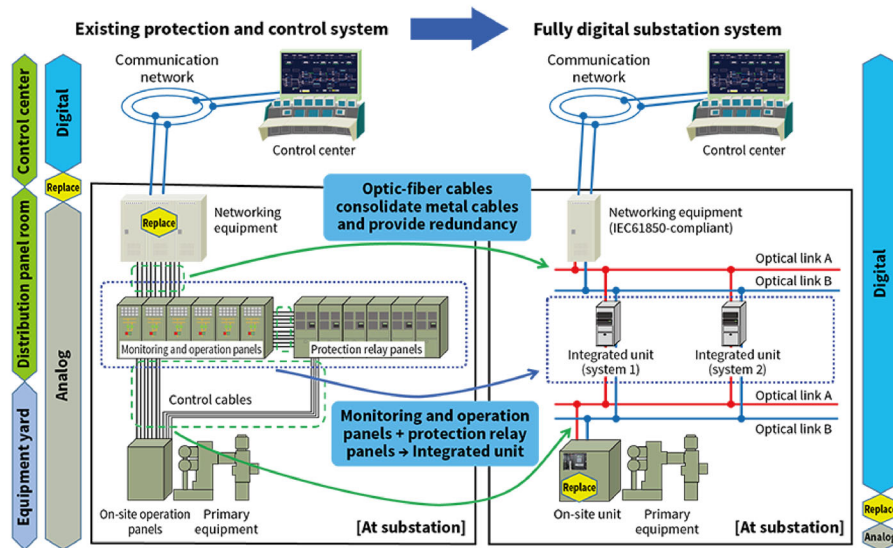 Existing protection and control system
Fully digital substation system
Control center
Distribution panel room
Equipment yard
Digital
Replace
Analog
Communication
network
Control center
Replace
Networking
equipment
Monitoring and operation panels
Protection relay panels
Control cables
On-site operation
panels
Primary
equipment
[At substation]
Optic-fiber cables
consolidate metal cables
and provide redundancy
Monitoring and operation
panels + protection relay
panels → Integrated unit
Communication
network
Control center
Networking equipment
(IEC61850-compliant)
Optical link A
Optical link B
Integrated unit
(system 1)
Integrated unit
(system 2)
Optical link A
Optical link B
Replace
On-site unit
Primary
equipment
[At substation]
Digital
Replace
Analog